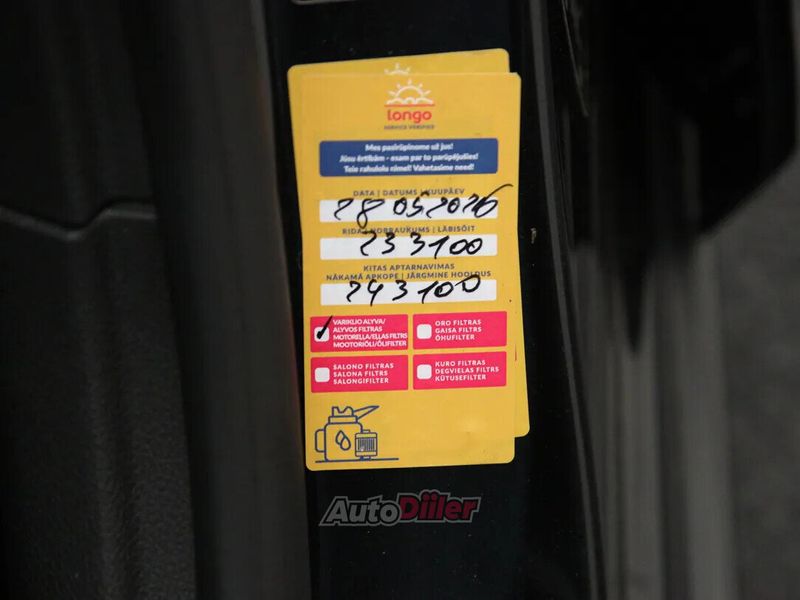 longo
SERVICE VERIFIED
Mes pasirūpinome už jus!
Jūsu ērtībām - esam par to parūpējušies!
Teie rahulolu nimel! Vahetasime need!
DATA | DATUMS | KUUPÄEV
28 05 2026
RIDA | NOBRAUKUMS | LÄBISÕIT
233100
KITAS APTARNAVIMAS
NĀKAMĀ APKOPE | JÄRGMINE HOOLDUS
243100
VARIKLIO ALYVA/
ALYVOS FILTRAS
MOTOREĻĻA/EĻĻAS FILTRS
MOOTORIÕLI/ÕLIFILTER
ORO FILTRAS
GAISA FILTRS
ÕHUFILTER
SALONO FILTRAS
SALONA FILTRS
SALONGIFILTER
KURO FILTRAS
DEGVIELAS FILTRS
KÜTUSEFILTER
AutoDiiler